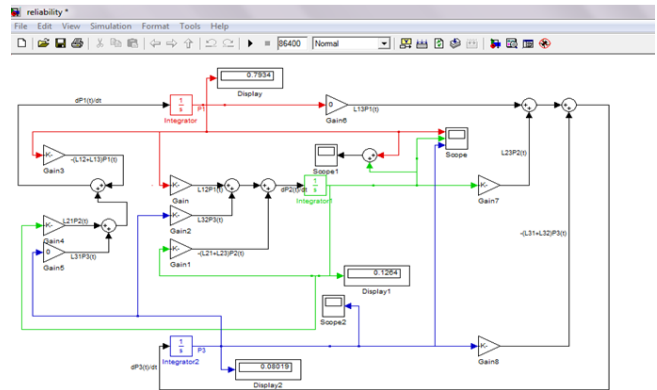 reliability *
File Edit View Simulation Format Tools Help
86400 Normal
0.7934
Display
dP1(t)/dt
1
s
P1
Integrator
0
Gain6
L13P1(t)
K-
Gain3
-(L12+L13)P1(t)
Scope1
Scope
L23P2(t)
K-
Gain
L12P1(t)
dP2(t)/dt
1
s
Integrator1
K-
Gain7
K-
Gain4
L21P2(t)
K-
Gain2
L32P3(t)
0
Gain5
L31P3(t)
K-
Gain1
-(L21+L23)P2(t)
-(L31+L32)P3(t)
0.1264
Display1
Scope2
1
s
P3
Integrator2
dP3(t)/dt
K-
Gain8
0.08019
Display2